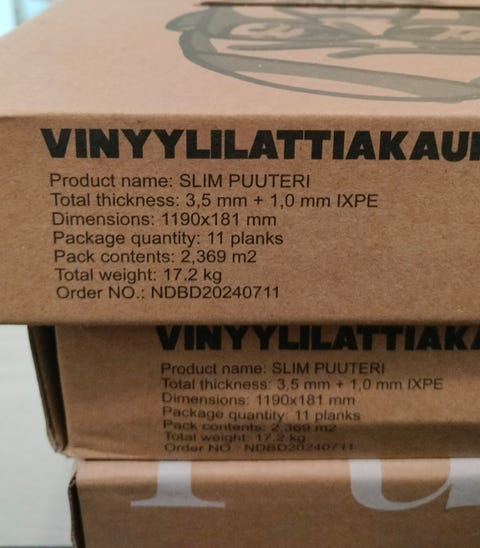 VINYYLILATTIAKAU
Product name: SLIM PUUTERI
Total thickness: 3,5 mm + 1,0 mm IXPE
Dimensions: 1190x181 mm
Package quantity: 11 planks
Pack contents: 2,369 m2
Total weight: 17.2 kg
Order NO.: NDBD20240711
VINYYLILATTIAKA
Product name: SLIM PUUTERI
Total thickness: 3,5 mm + 1,0 mm IXPE
Dimensions: 1190x181 mm
Package quantity: 11 planks
Pack contents: 2,369 m2
Total weight: 17.2 kg
Order NO.: NDBD20240711